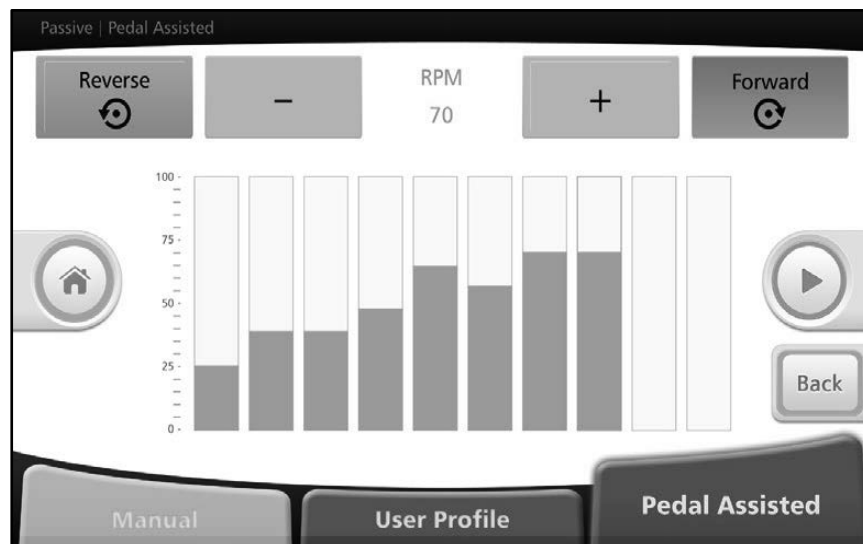 Passive | Pedal Assisted
Reverse
−
RPM
70
+
Forward
100
75
50
25
0
Back
Manual
User Profile
Pedal Assisted